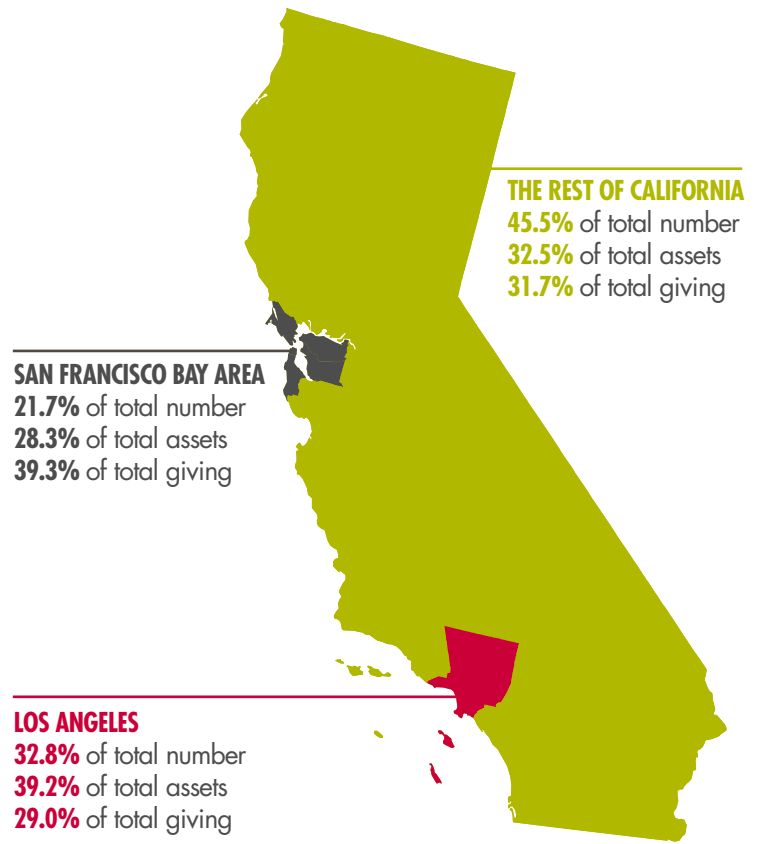 THE REST OF CALIFORNIA
45.5% of total number
32.5% of total assets
31.7% of total giving
SAN FRANCISCO BAY AREA
21.7% of total number
28.3% of total assets
39.3% of total giving
LOS ANGELES
32.8% of total number
39.2% of total assets
29.0% of total giving